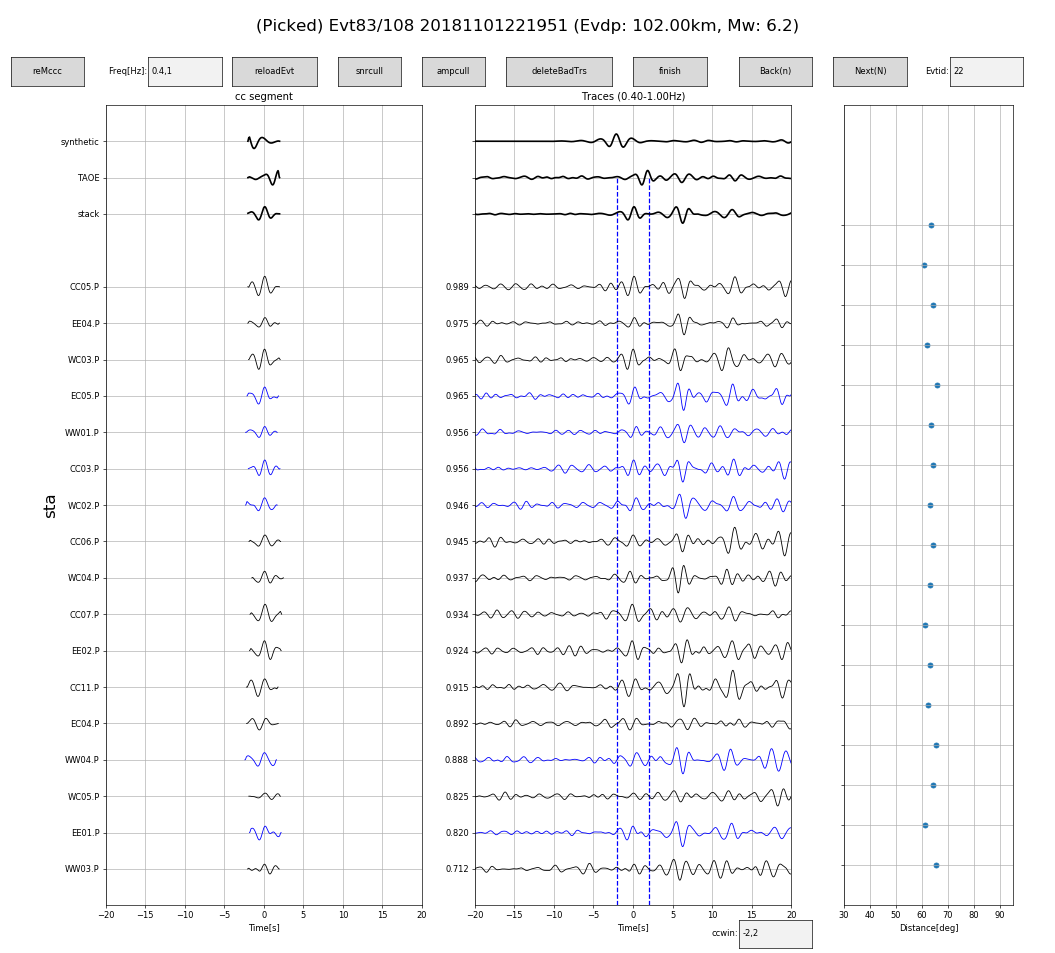 (Picked) Evt83/108 20181101221951 (Evdp: 102.00km, Mw: 6.2)
reMccc Freq[Hz]: 0.4,1 reloadEvt snrcull ampcull deleteBadTrs finish Back(n) Next(N) Evtid: 22
cc segment Traces (0.40-1.00Hz)
synthetic
TAOE
stack
CC05.P 0.989
EE04.P 0.975
WC03.P 0.965
EC05.P 0.965
WW01.P 0.956
CC03.P 0.956
WC02.P 0.946
sta
CC06.P 0.945
WC04.P 0.937
CC07.P 0.934
EE02.P 0.924
CC11.P 0.915
EC04.P 0.892
WW04.P 0.888
WC05.P 0.825
EE01.P 0.820
WW03.P 0.712
−20 −15 −10 −5 0 5 10 15 20 −20 −15 −10 −5 0 5 10 15 20 30 40 50 60 70 80 90
Time[s] Time[s] Distance[deg]
ccwin: -2,2